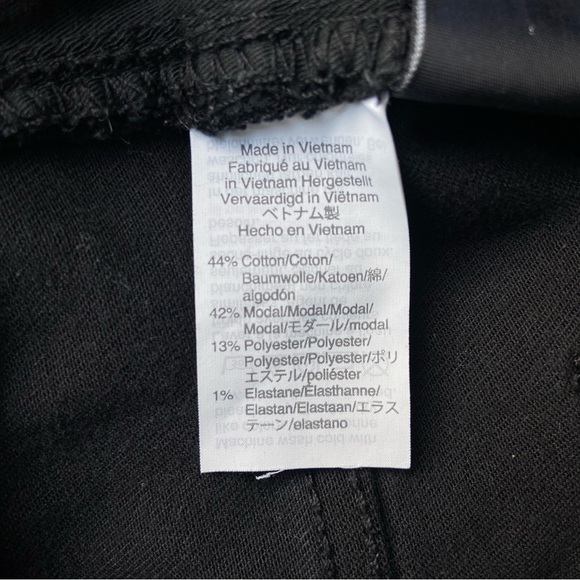 Made in Vietnam
Fabriqué au Vietnam
in Vietnam Hergestellt
Vervaardigd in Viëtnam
ベトナム製
Hecho en Vietnam
44% Cotton/Coton/
Baumwolle/Katoen/綿/
algodón
42% Modal/Modal/Modal/
Modal/モダール/modal
13% Polyester/Polyester/
Polyester/Polyester/ポリ
エステル/poliéster
1% Elastane/Élasthanne/
Elastan/Elastaan/エラス
テーン/elastano